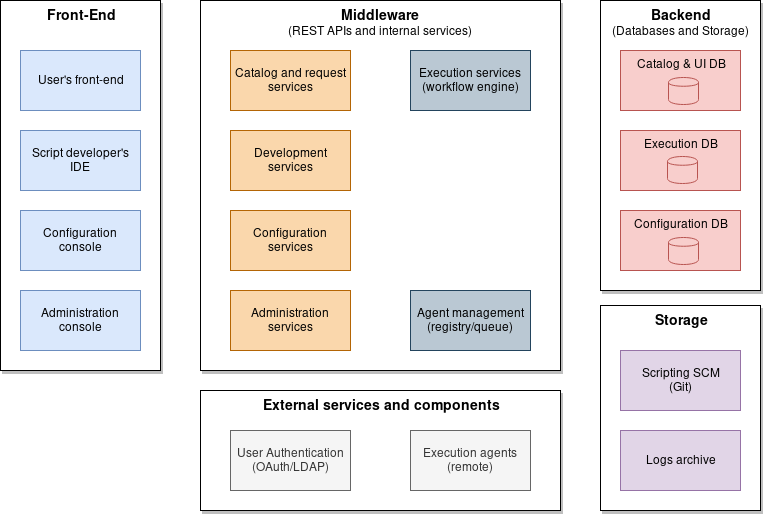 Front-End
User's front-end
Script developer's
IDE
Configuration
console
Administration
console
Middleware
(REST APIs and internal services)
Catalog and request
services
Execution services
(workflow engine)
Development
services
Configuration
services
Administration
services
Agent management
(registry/queue)
External services and components
User Authentication
(OAuth/LDAP)
Execution agents
(remote)
Backend
(Databases and Storage)
Catalog & UI DB
Execution DB
Configuration DB
Storage
Scripting SCM
(Git)
Logs archive